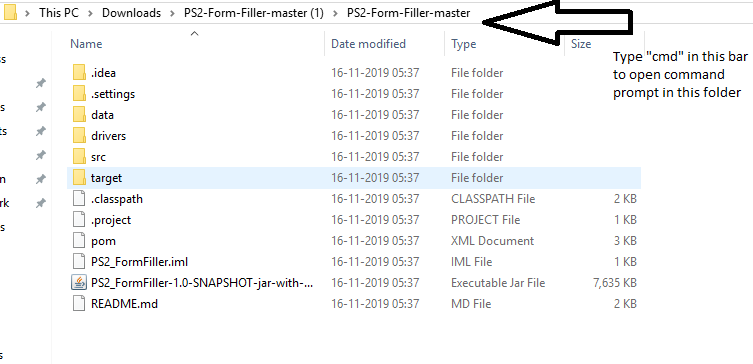 This PC > Downloads > PS2-Form-Filler-master (1) > PS2-Form-Filler-master
Name Date modified Type Size
Type "cmd" in this bar
to open command
prompt in this folder
.idea 16-11-2019 05:37 File folder
.settings 16-11-2019 05:37 File folder
data 16-11-2019 05:37 File folder
drivers 16-11-2019 05:37 File folder
src 16-11-2019 05:37 File folder
target 16-11-2019 05:37 File folder
.classpath 16-11-2019 05:37 CLASSPATH File 2 KB
.project 16-11-2019 05:37 PROJECT File 1 KB
pom 16-11-2019 05:37 XML Document 3 KB
PS2_FormFiller.iml 16-11-2019 05:37 IML File 1 KB
PS2_FormFiller-1.0-SNAPSHOT-jar-with-... 16-11-2019 05:37 Executable Jar File 7,635 KB
README.md 16-11-2019 05:37 MD File 2 KB